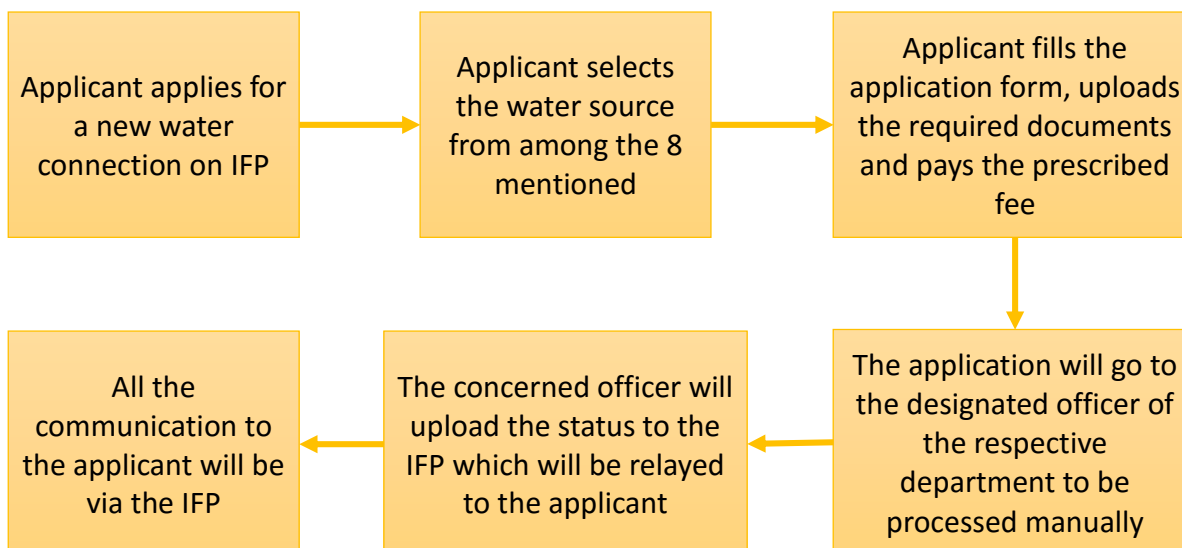 Applicant applies for
a new water
connection on IFP
Applicant selects
the water source
from among the 8
mentioned
Applicant fills the
application form, uploads
the required documents
and pays the prescribed
fee
The application will go to
the designated officer of
the respective
department to be
processed manually
The concerned officer will
upload the status to the
IFP which will be relayed
to the applicant
All the
communication to
the applicant will be
via the IFP